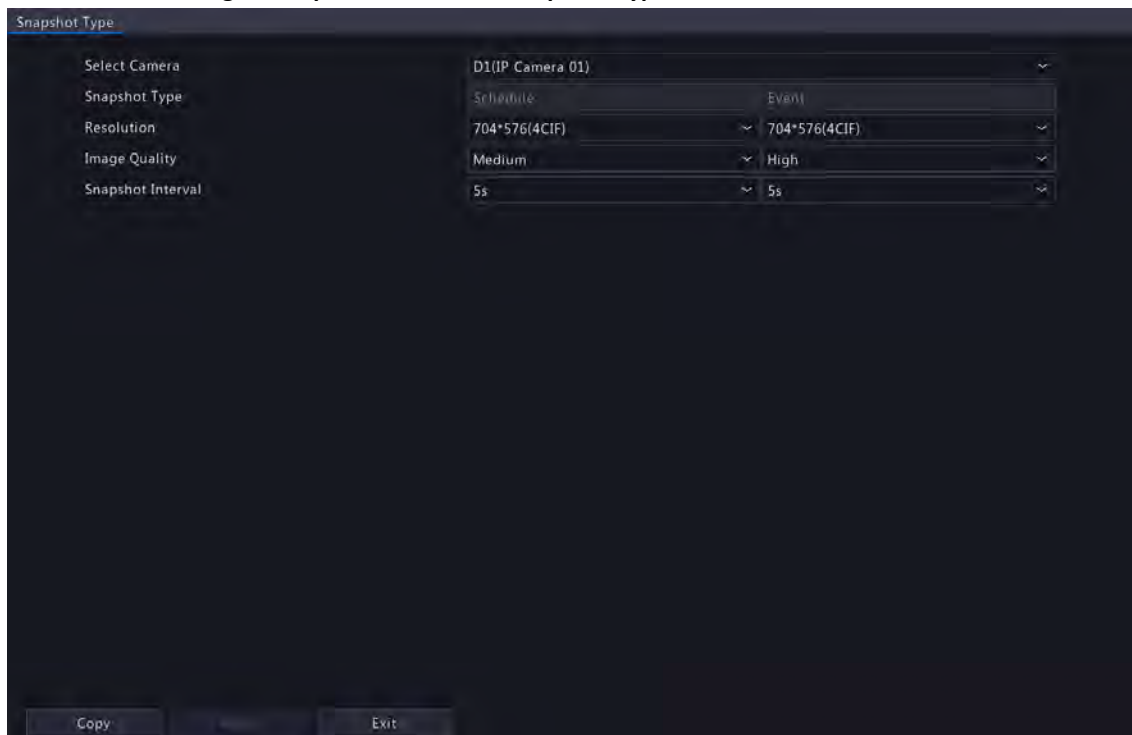 Snapshot Type
Select Camera D1(IP Camera 01)
Snapshot Type Schedule Event
Resolution 704*576(4CIF) 704*576(4CIF)
Image Quality Medium High
Snapshot Interval 5s 5s
Copy Exit